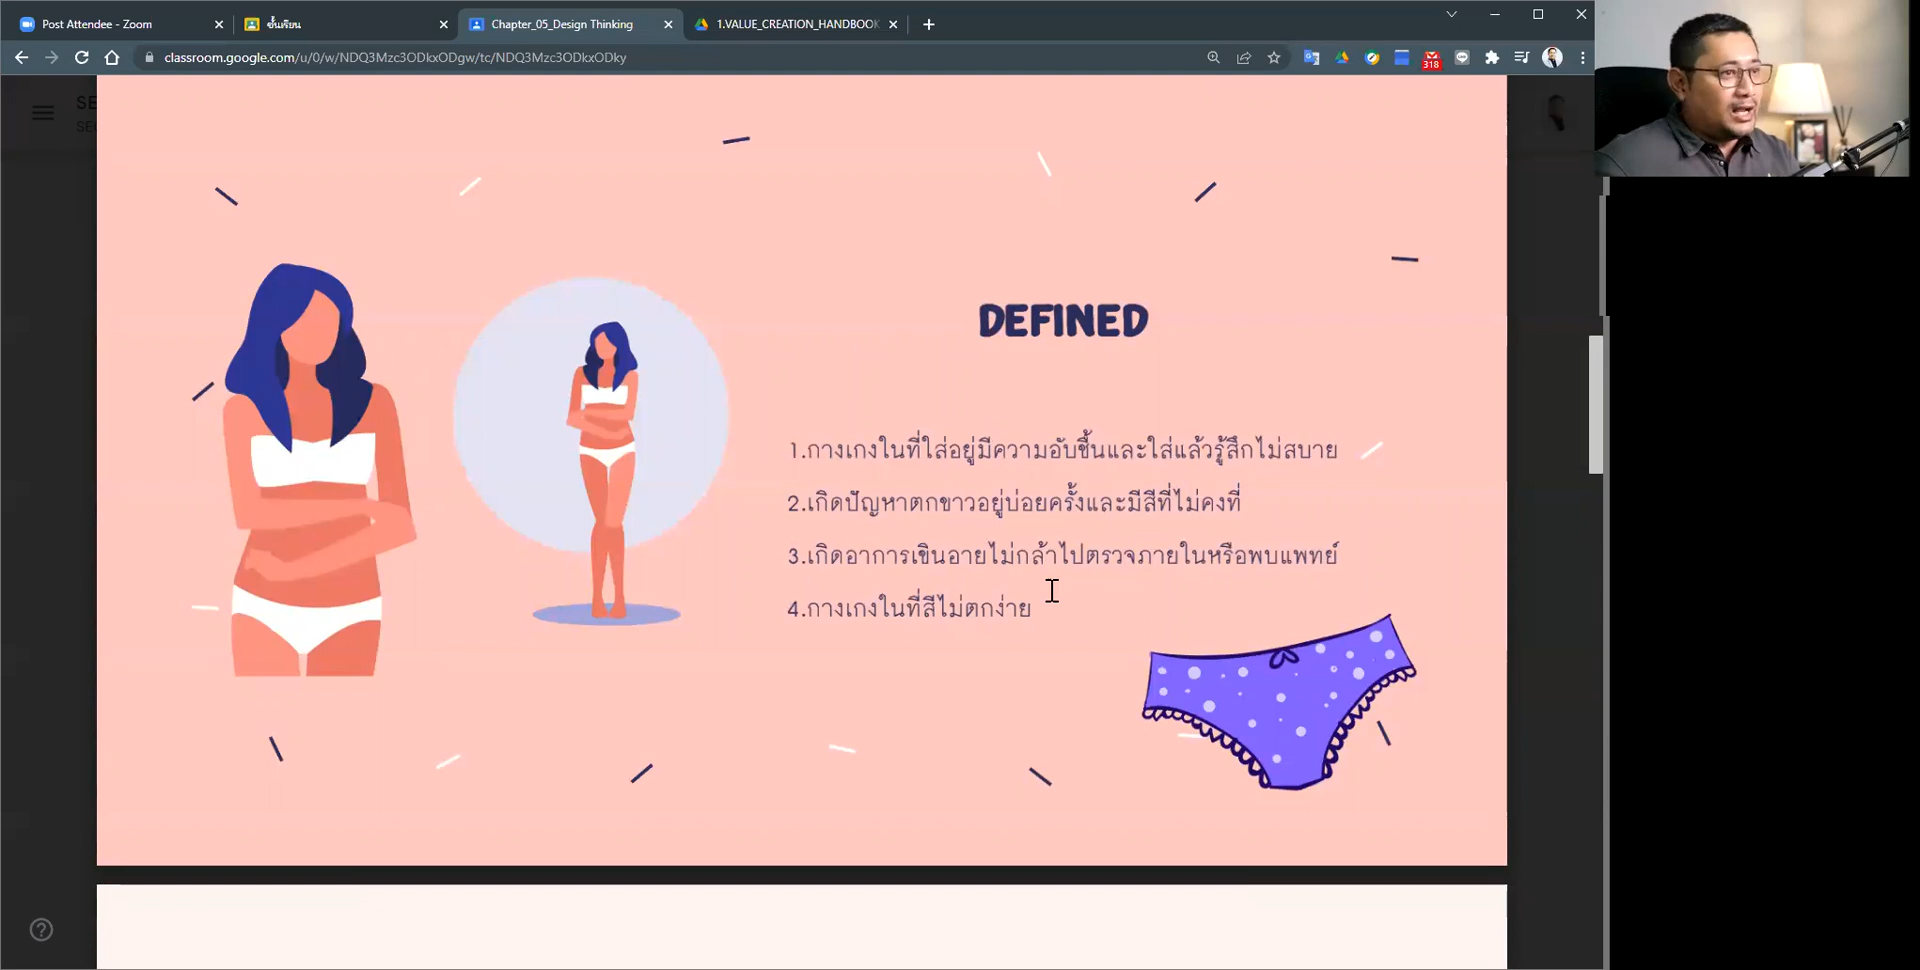 Post Attendee - Zoom
ชั้นเรียน
Chapter_05_Design Thinking
1.VALUE_CREATION_HANDBOOK
classroom.google.com/u/0/w/NDQ3Mzc3ODkxODgw/tc/NDQ3Mzc3ODkxODky
318
DEFINED
1.กางเกงในที่ใส่อยู่มีความอับชื้นและใส่แล้วรู้สึกไม่สบาย
2.เกิดปัญหาตกขาวอยู่บ่อยครั้งและมีสีที่ไม่คงที่
3.เกิดอาการเขินอายไม่กล้าไปตรวจภายในหรือพบแพทย์
4.กางเกงในที่สีไม่ตกง่าย